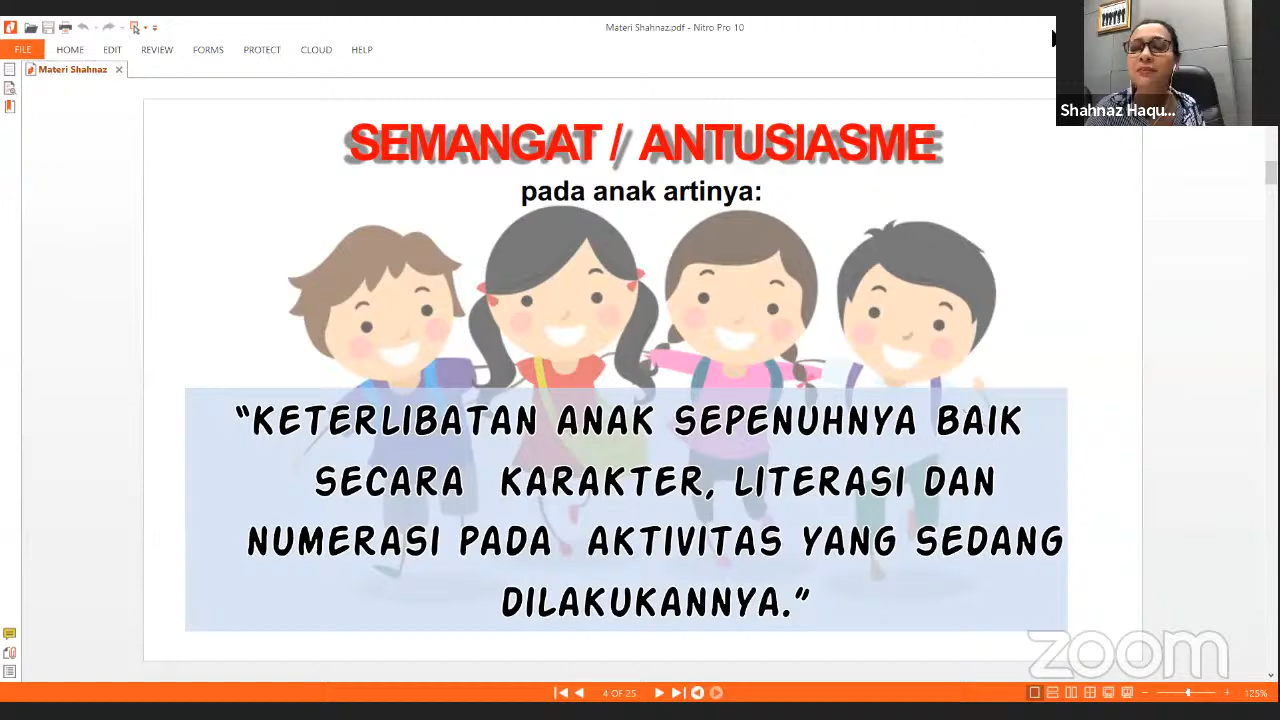 Materi Shahnaz.pdf - Nitro Pro 10
FILE HOME EDIT REVIEW FORMS PROTECT CLOUD HELP
Materi Shahnaz
Shahnaz Haqu...
SEMANGAT / ANTUSIASME
pada anak artinya:
“KETERLIBATAN ANAK SEPENUHNYA BAIK
SECARA KARAKTER, LITERASI DAN
NUMERASI PADA AKTIVITAS YANG SEDANG
DILAKUKANNYA.”
zoom
4 OF 25
125%